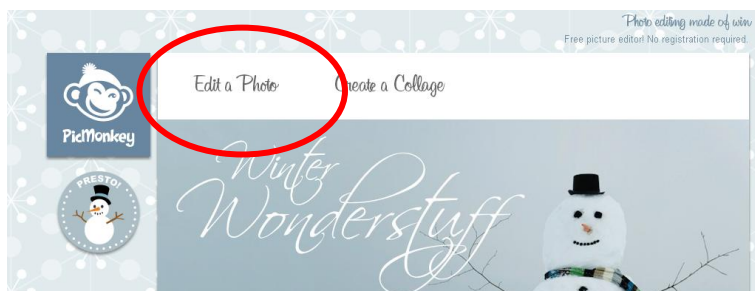 Photo editing made of win
Free picture editor! No registration required.
Edit a Photo Create a Collage
PicMonkey
PRESTO!
Winter
Wonderstuff